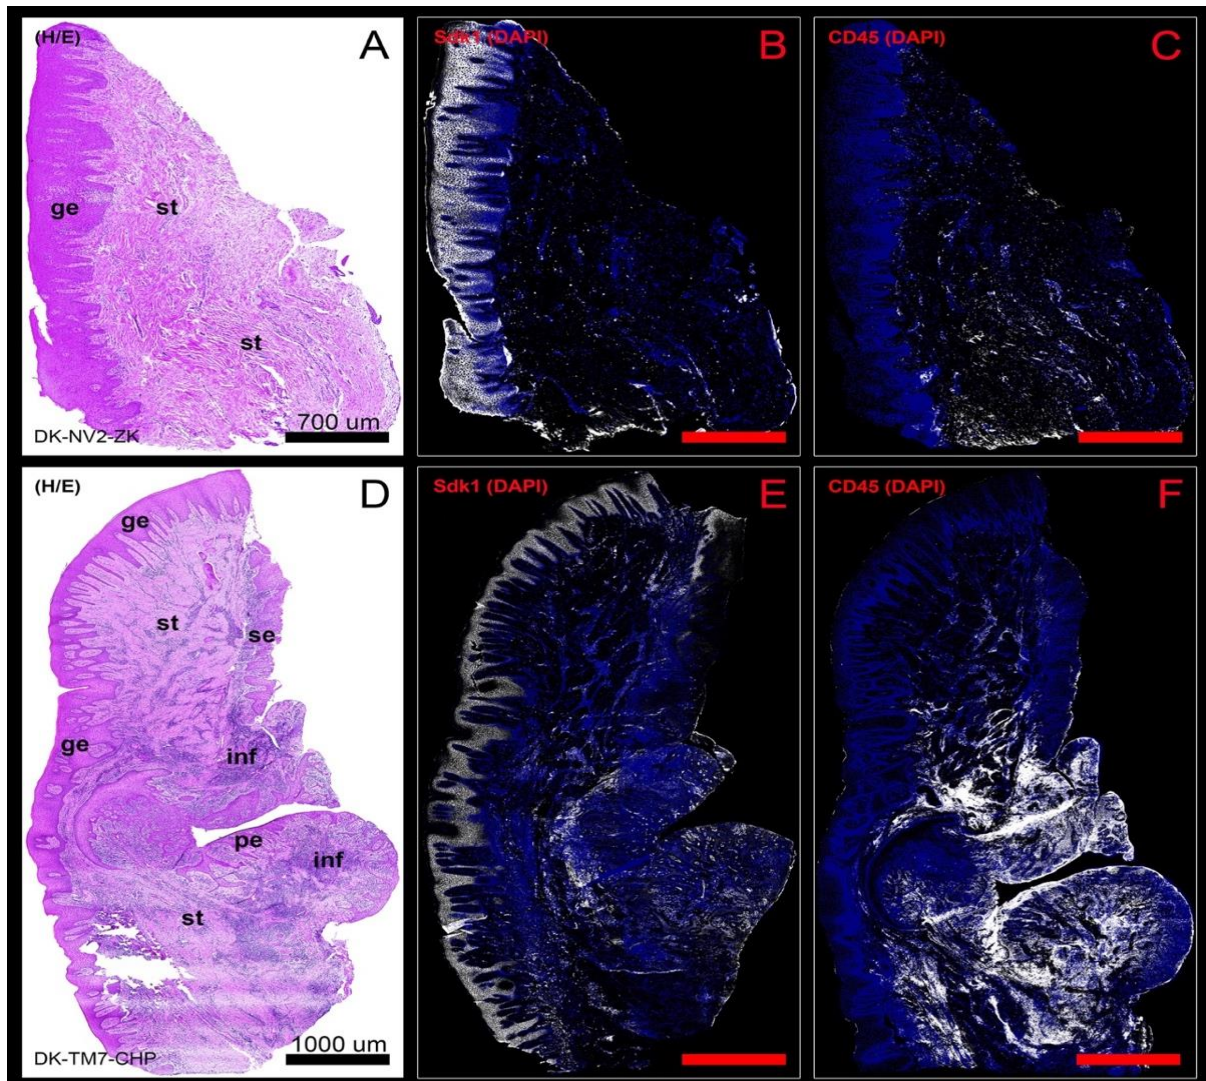 (H/E) A
ge
st
st
700 um
DK-NV2-ZK
Sdk1 (DAPI) B
CD45 (DAPI) C
(H/E) D
ge
st
se
ge
inf
pe
inf
st
1000 um
DK-TM7-CHP
Sdk1 (DAPI) E
CD45 (DAPI) F